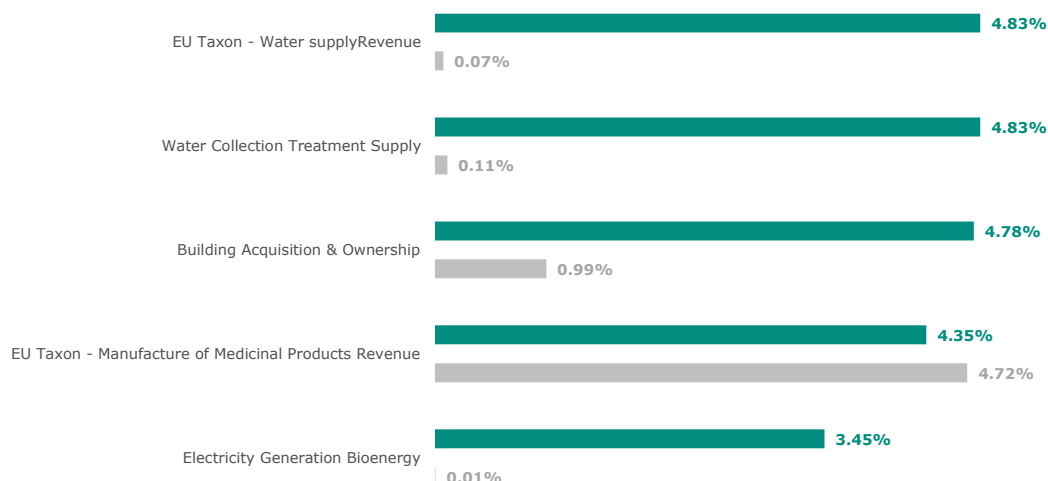 4.83%
EU Taxon - Water supplyRevenue
0.07%
4.83%
Water Collection Treatment Supply
0.11%
4.78%
Building Acquisition & Ownership
0.99%
4.35%
EU Taxon - Manufacture of Medicinal Products Revenue
4.72%
3.45%
Electricity Generation Bioenergy
0.01%